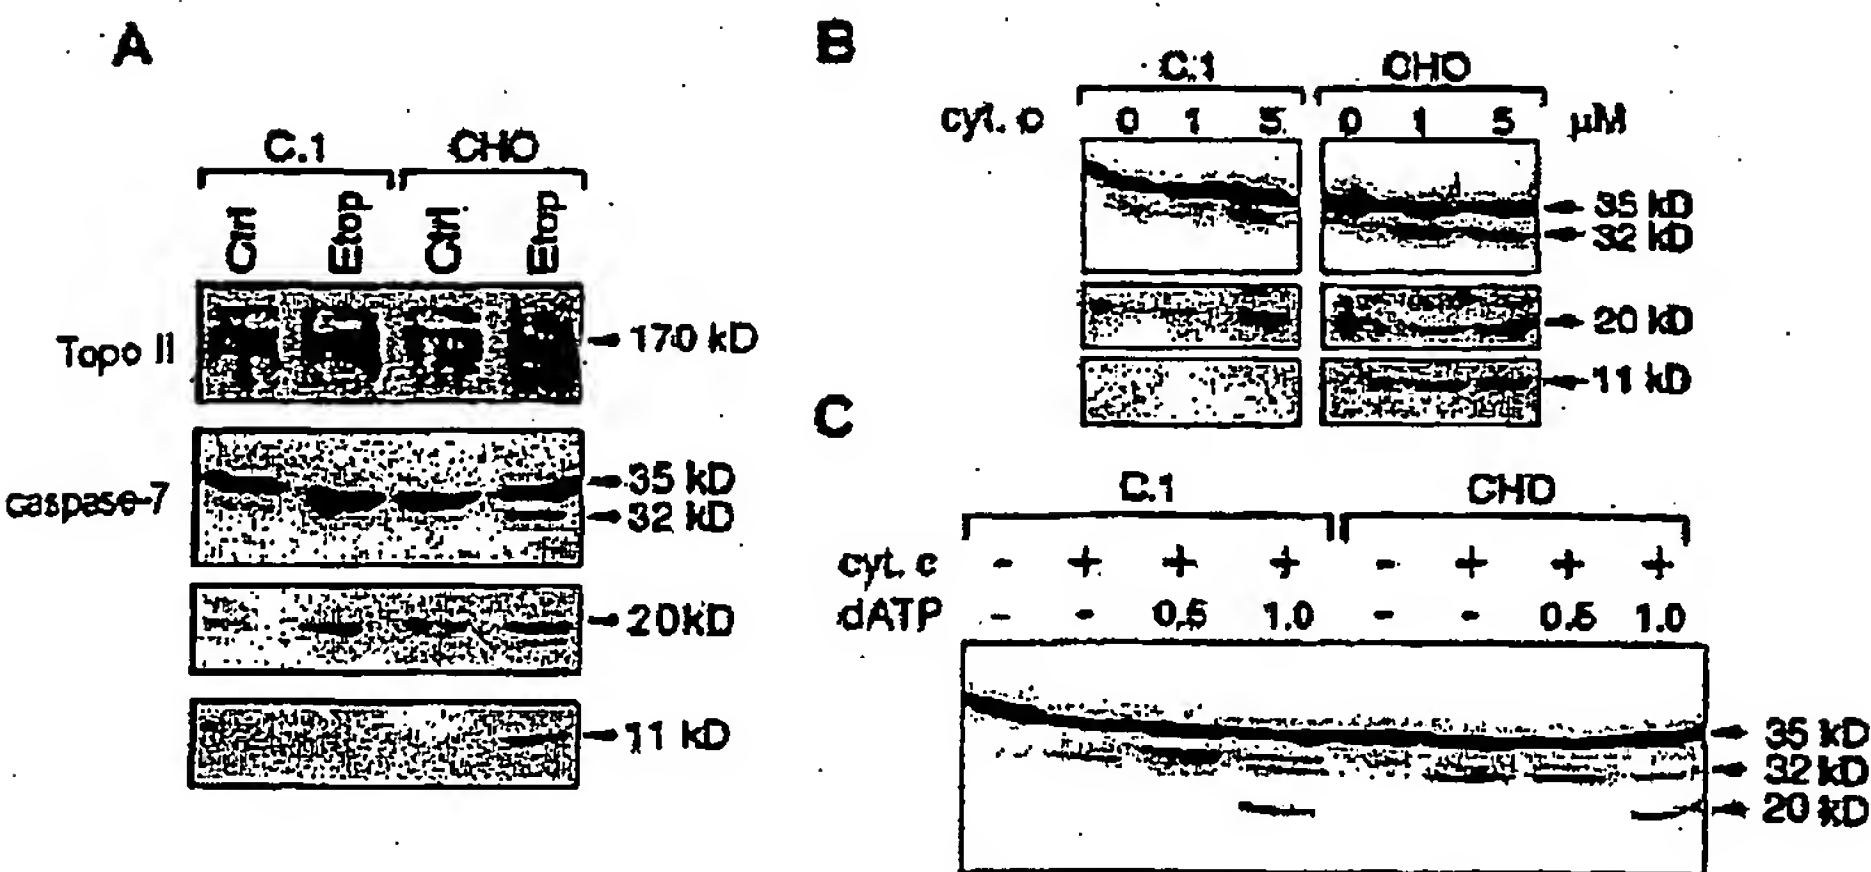 A
C.1 CHO
Ctrl Etop Ctrl Etop
Topo II 170 kD
caspase-7 35 kD
32 kD
20kD
11 kD
B
C.1 CHO
cyt. c 0 1 5 0 1 5 μM
35 kD
32 kD
20 kD
11 kD
C
C.1 CHO
cyt. c - + + + - + + +
dATP - - 0.5 1.0 - - 0.5 1.0
35 kD
32 kD
20 kD